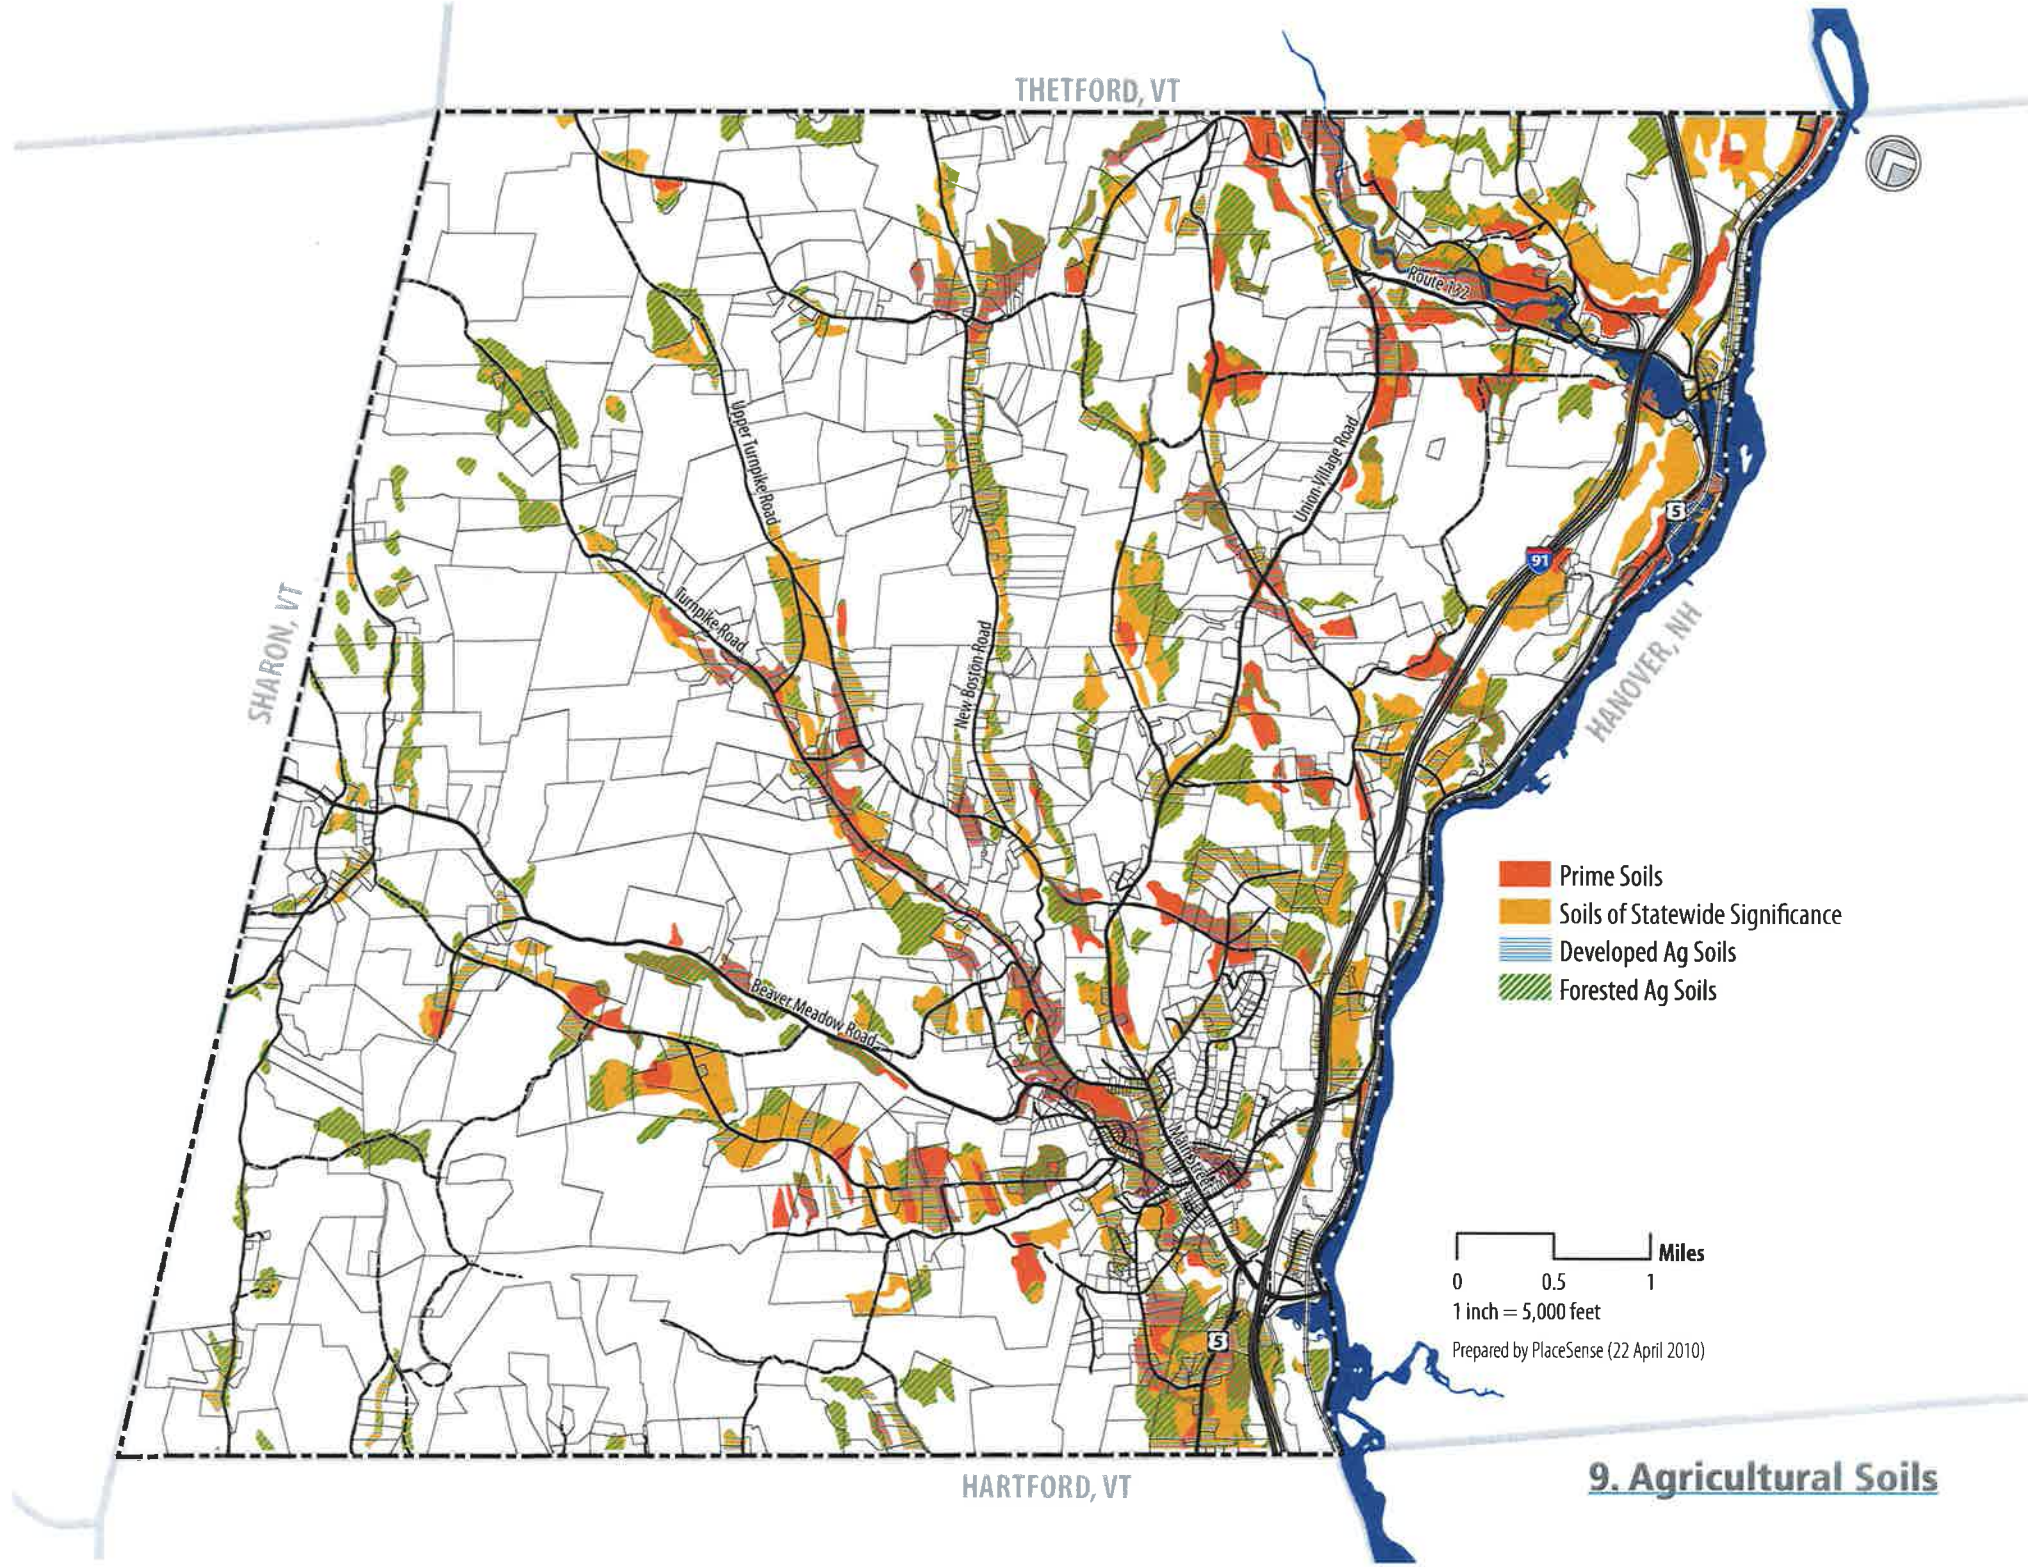 THETFORD, VT
Route 132
Upper Turnpike Road
Union Village Road
5
91
Turnpike Road
SHARON, VT
New Boston Road
HANOVER, NH
Prime Soils
Soils of Statewide Significance
Developed Ag Soils
Forested Ag Soils
Beaver Meadow Road
Main Street
Miles
0 0.5 1
1 inch = 5,000 feet
5
Prepared by PlaceSense (22 April 2010)
9. Agricultural Soils
HARTFORD, VT